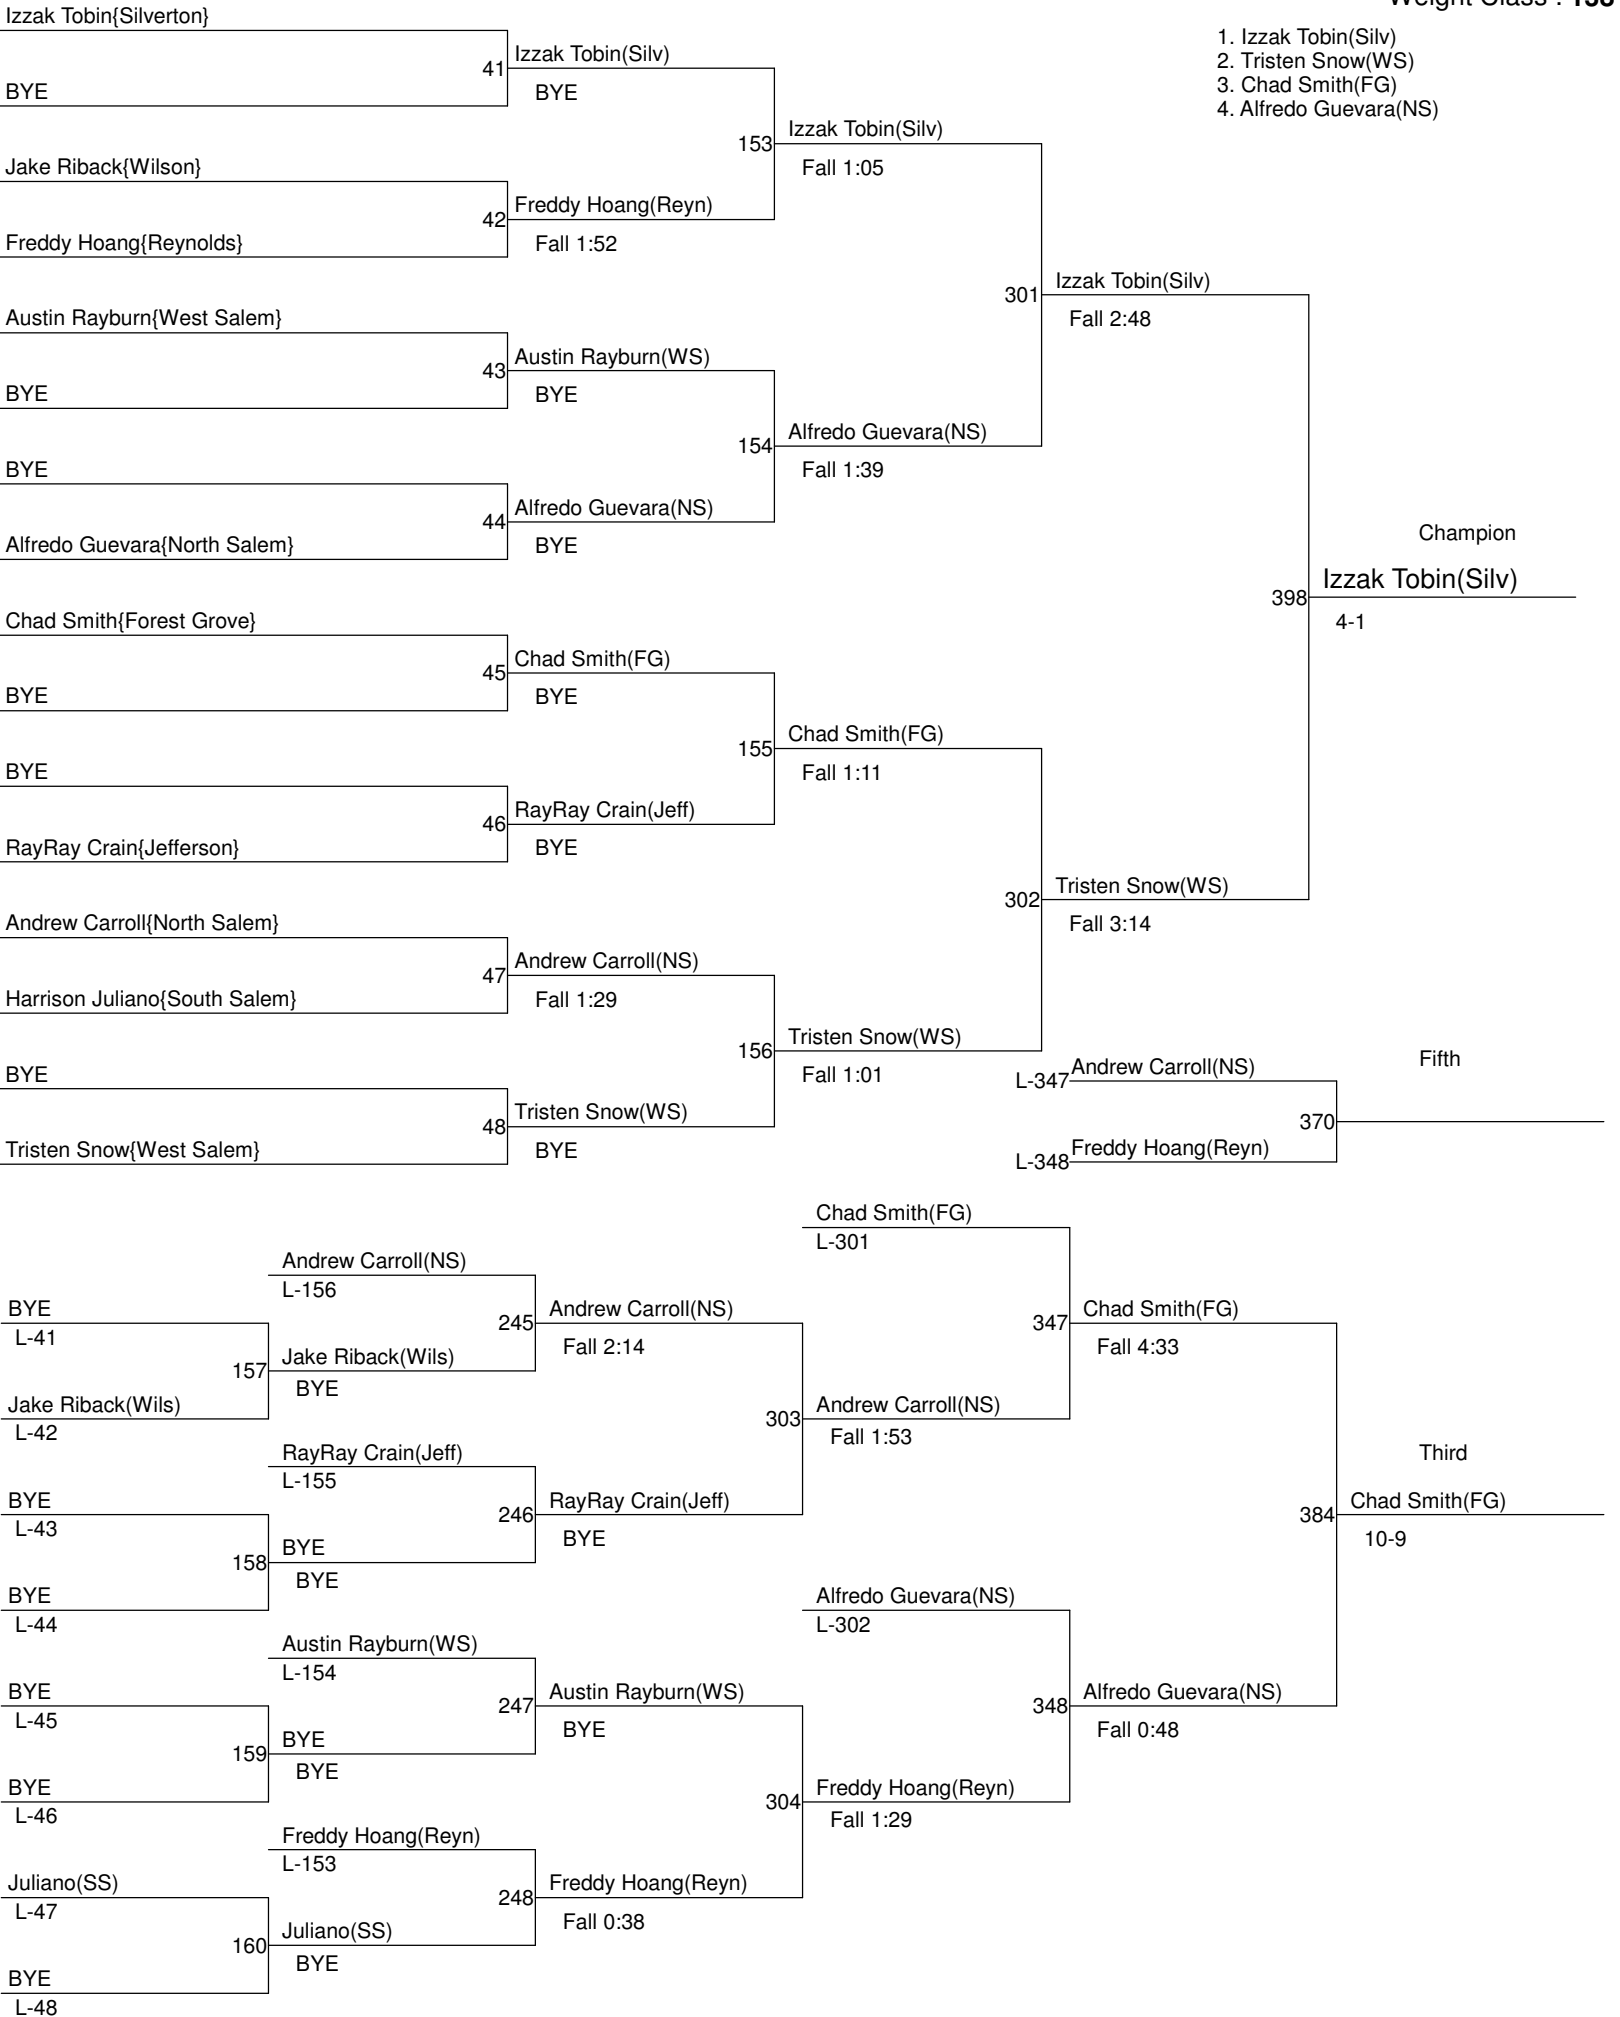 Izzak Tobin{Silverton}
41
BYE
Izzak Tobin(Silv)
BYE
153
Jake Riback{Wilson}
42
Freddy Hoang{Reynolds}
Freddy Hoang(Reyn)
Fall 1:52
Izzak Tobin(Silv)
Fall 1:05
301
Austin Rayburn{West Salem}
43
BYE
Austin Rayburn(WS)
BYE
154
BYE
44
Alfredo Guevara{North Salem}
Alfredo Guevara(NS)
BYE
Alfredo Guevara(NS)
Fall 1:39
Izzak Tobin(Silv)
Fall 2:48
398
Chad Smith{Forest Grove}
45
BYE
Chad Smith(FG)
BYE
155
BYE
46
RayRay Crain{Jefferson}
RayRay Crain(Jeff)
BYE
Chad Smith(FG)
Fall 1:11
302
Andrew Carroll{North Salem}
47
Harrison Juliano{South Salem}
Andrew Carroll(NS)
Fall 1:29
156
BYE
48
Tristen Snow{West Salem}
Tristen Snow(WS)
BYE
Tristen Snow(WS)
Fall 1:01
Tristen Snow(WS)
Fall 3:14
Champion
Izzak Tobin(Silv)
4-1
1. Izzak Tobin(Silv)
2. Tristen Snow(WS)
3. Chad Smith(FG)
4. Alfredo Guevara(NS)
L-347 Andrew Carroll(NS)
370
L-348 Freddy Hoang(Reyn)
Fifth
BYE
L-41
157
Jake Riback(Wils)
L-42
Andrew Carroll(NS)
L-156
245
Jake Riback(Wils)
BYE
BYE
L-43
158
BYE
L-44
RayRay Crain(Jeff)
L-155
246
BYE
BYE
Andrew Carroll(NS)
Fall 2:14
303
RayRay Crain(Jeff)
BYE
Chad Smith(FG)
L-301
347
Andrew Carroll(NS)
Fall 1:53
BYE
L-45
159
BYE
L-46
Austin Rayburn(WS)
L-154
247
BYE
BYE
Juliano(SS)
L-47
160
BYE
L-48
Freddy Hoang(Reyn)
L-153
248
Juliano(SS)
BYE
Austin Rayburn(WS)
BYE
304
Freddy Hoang(Reyn)
Fall 0:38
Alfredo Guevara(NS)
L-302
348
Freddy Hoang(Reyn)
Fall 1:29
Chad Smith(FG)
Fall 4:33
384
Alfredo Guevara(NS)
Fall 0:48
Third
Chad Smith(FG)
10-9